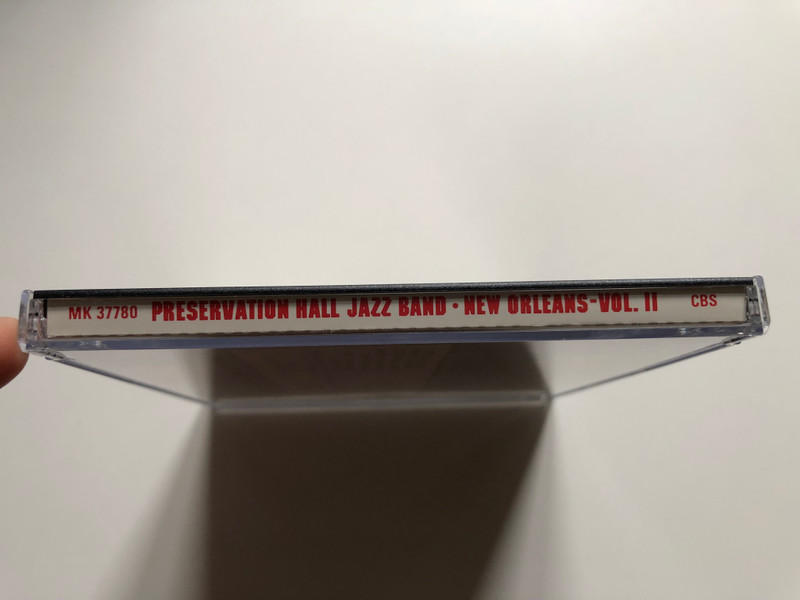 MK 37780 PRESERVATION HALL JAZZ BAND • NEW ORLEANS-VOL. II CBS